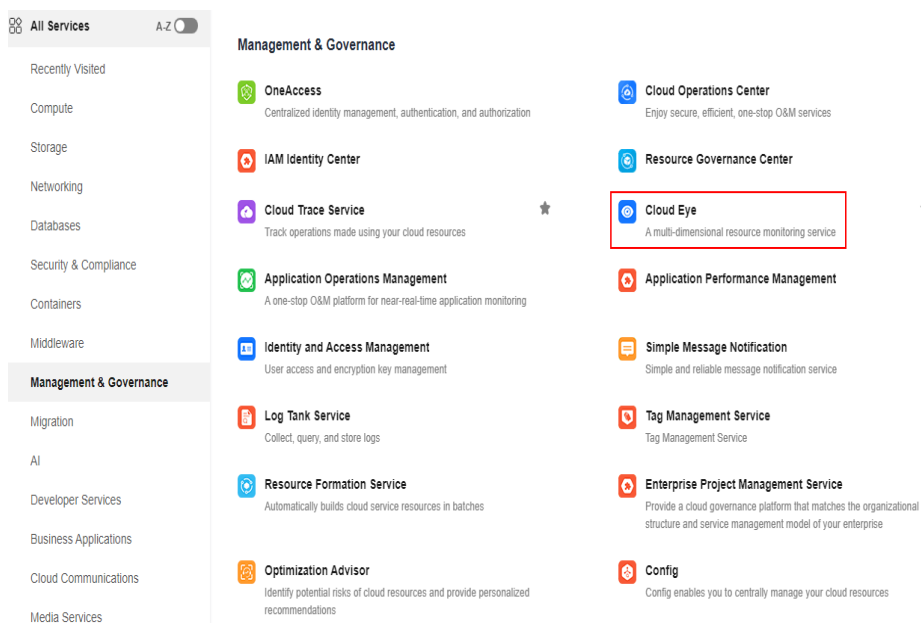 All Services
A-Z
Recently Visited
Compute
Storage
Networking
Databases
Security & Compliance
Containers
Middleware
Management & Governance
Migration
AI
Developer Services
Business Applications
Cloud Communications
Media Services
Management & Governance
OneAccess
Centralized identity management, authentication, and authorization
Cloud Operations Center
Enjoy secure, efficient, one-stop O&M services
IAM Identity Center
Resource Governance Center
Cloud Trace Service
Track operations made using your cloud resources
Cloud Eye
A multi-dimensional resource monitoring service
Application Operations Management
A one-stop O&M platform for near-real-time application monitoring
Application Performance Management
Identity and Access Management
User access and encryption key management
Simple Message Notification
Simple and reliable message notification service
Log Tank Service
Collect, query, and store logs
Tag Management Service
Tag Management Service
Resource Formation Service
Automatically builds cloud service resources in batches
Enterprise Project Management Service
Provide a cloud governance platform that matches the organizational
structure and service management model of your enterprise
Optimization Advisor
Identify potential risks of cloud resources and provide personalized
recommendations
Config
Config enables you to centrally manage your cloud resources